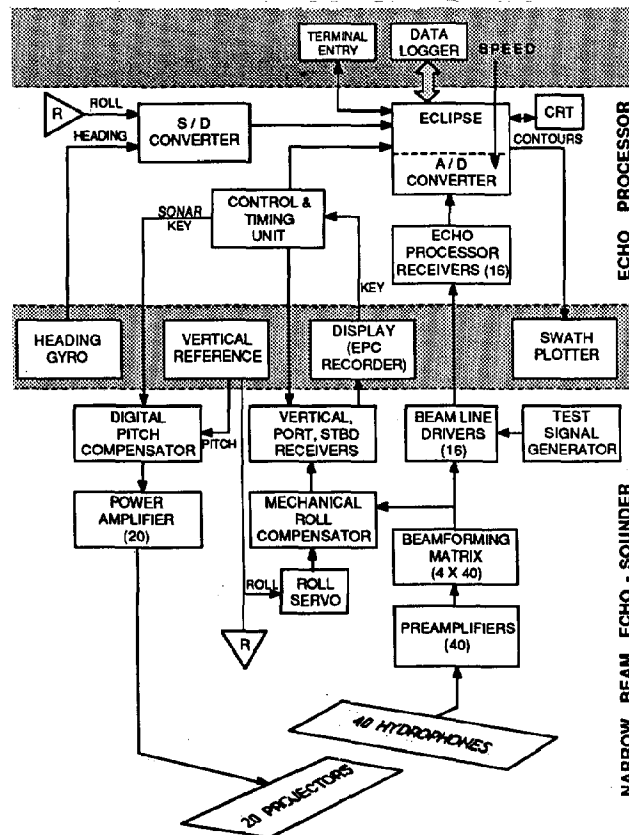 TERMINAL
ENTRY
DATA
LOGGER
SPEED
R
ROLL
HEADING
S / D
CONVERTER
ECLIPSE
A / D
CONVERTER
CRT
CONTOURS
ECHO PROCESSOR
SONAR
KEY
CONTROL &
TIMING
UNIT
ECHO
PROCESSOR
RECEIVERS (16)
KEY
HEADING
GYRO
VERTICAL
REFERENCE
DISPLAY
(EPC
RECORDER)
SWATH
PLOTTER
DIGITAL
PITCH
COMPENSATOR
PITCH
VERTICAL,
PORT, STBD
RECEIVERS
BEAM LINE
DRIVERS
(16)
TEST
SIGNAL
GENERATOR
POWER
AMPLIFIER
(20)
MECHANICAL
ROLL
COMPENSATOR
BEAMFORMING
MATRIX
(4 X 40)
ROLL
ROLL
SERVO
R
PREAMPLIFIERS
(40)
NARROW BEAM ECHO - SOUNDER
40 HYDROPHONES
20 PROJECTORS